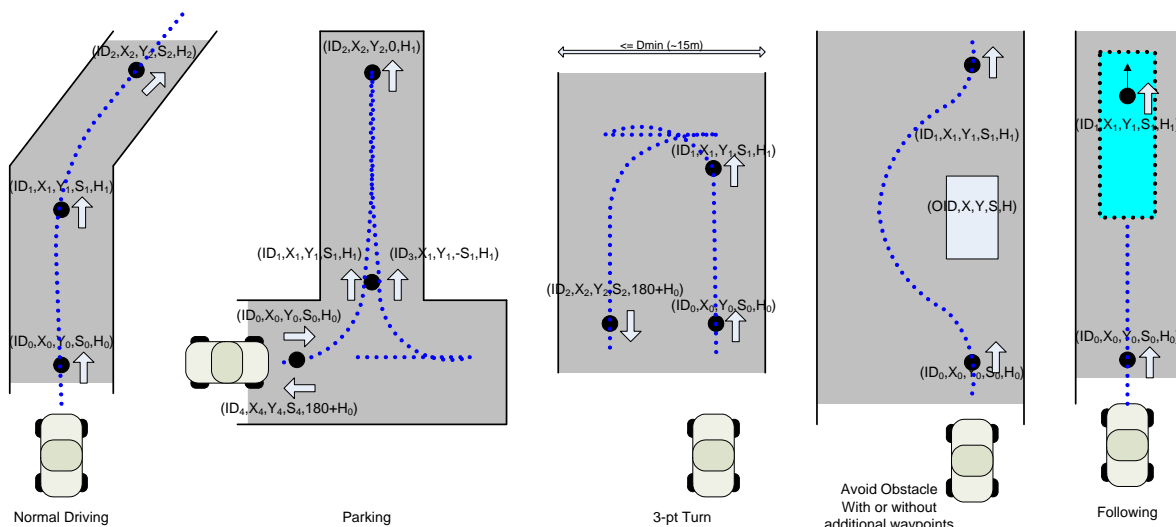 (ID2,X2,Y2,S2,H2)
(ID1,X1,Y1,S1,H1)
(ID0,X0,Y0,S0,H0)
Normal Driving
(ID2,X2,Y2,0,H1)
(ID1,X1,Y1,S1,H1)
(ID3,X1,Y1,-S1,H1)
(ID0,X0,Y0,S0,H0)
(ID4,X4,Y4,S4,180+H0)
Parking
<= Dmin (~15m)
(ID1,X1,Y1,S1,H1)
(ID2,X2,Y2,S2,180+H0)
(ID0,X0,Y0,S0,H0)
3-pt Turn
(ID1,X1,Y1,S1,H1)
(OID,X,Y,S,H)
(ID0,X0,Y0,S0,H0)
Avoid Obstacle
With or without
additional waypoints
(ID1,X1,Y1,S1,H1)
(ID0,X0,Y0,S0,H0)
Following